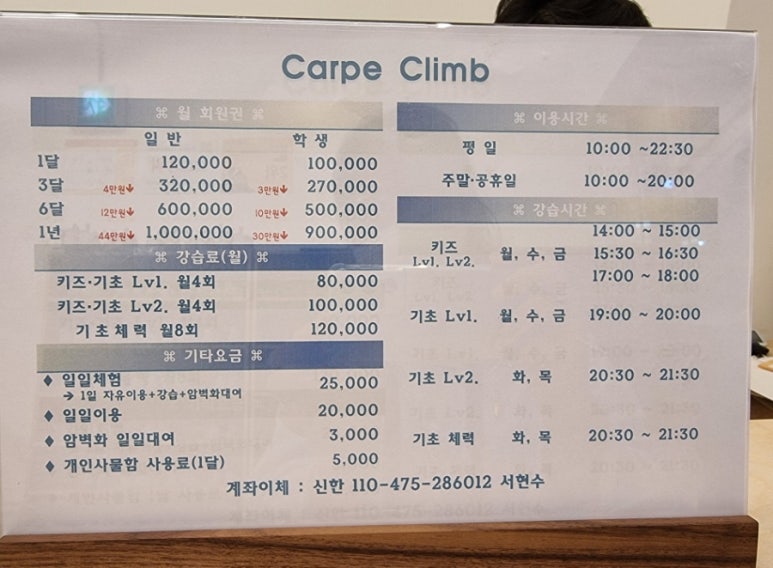 Carpe Climb
⌘ 월 회원권 ⌘
일반 학생
1달 120,000 100,000
3달 4만원↓ 320,000 3만원↓ 270,000
6달 12만원↓ 600,000 10만원↓ 500,000
1년 44만원↓ 1,000,000 30만원↓ 900,000
⌘ 강습료(월) ⌘
키즈·기초 Lv1. 월4회 80,000
키즈·기초 Lv2. 월4회 100,000
기초체력 월8회 120,000
⌘ 기타요금 ⌘
♦ 일일체험 25,000
→ 1일 자유이용+강습+암벽화대여
♦ 일일이용 20,000
♦ 암벽화 일일대여 3,000
♦ 개인사물함 사용료(1달) 5,000
⌘ 이용시간 ⌘
평일 10:00 ~22:30
주말·공휴일 10:00 ~20:00
⌘ 강습시간 ⌘
14:00 ~ 15:00
키즈 Lv1. Lv2. 월, 수, 금 15:30 ~ 16:30
17:00 ~ 18:00
기초 Lv1. 월, 수, 금 19:00 ~ 20:00
기초 Lv2. 화, 목 20:30 ~ 21:30
기초 체력 화, 목 20:30 ~ 21:30
계좌이체 : 신한 110-475-286012 서현수